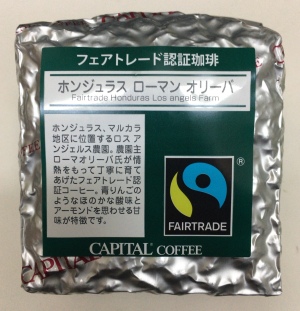 フェアトレード認証珈琲
ホンジュラス ローマン オリーバ
Fairtrade Honduras Los angels Farm
ホンジュラス、マルカラ
地区に位置するロス ア
ンジェルス農園。農園主
ローマオリーバ氏が情
熱をもって丁寧に育て
あげたフェアトレード認
証コーヒー。青りんご
のようなほのかな酸味と
アーモンドを思わせる甘
味が特徴です。
®
FAIRTRADE
CAPITAL COFFEE